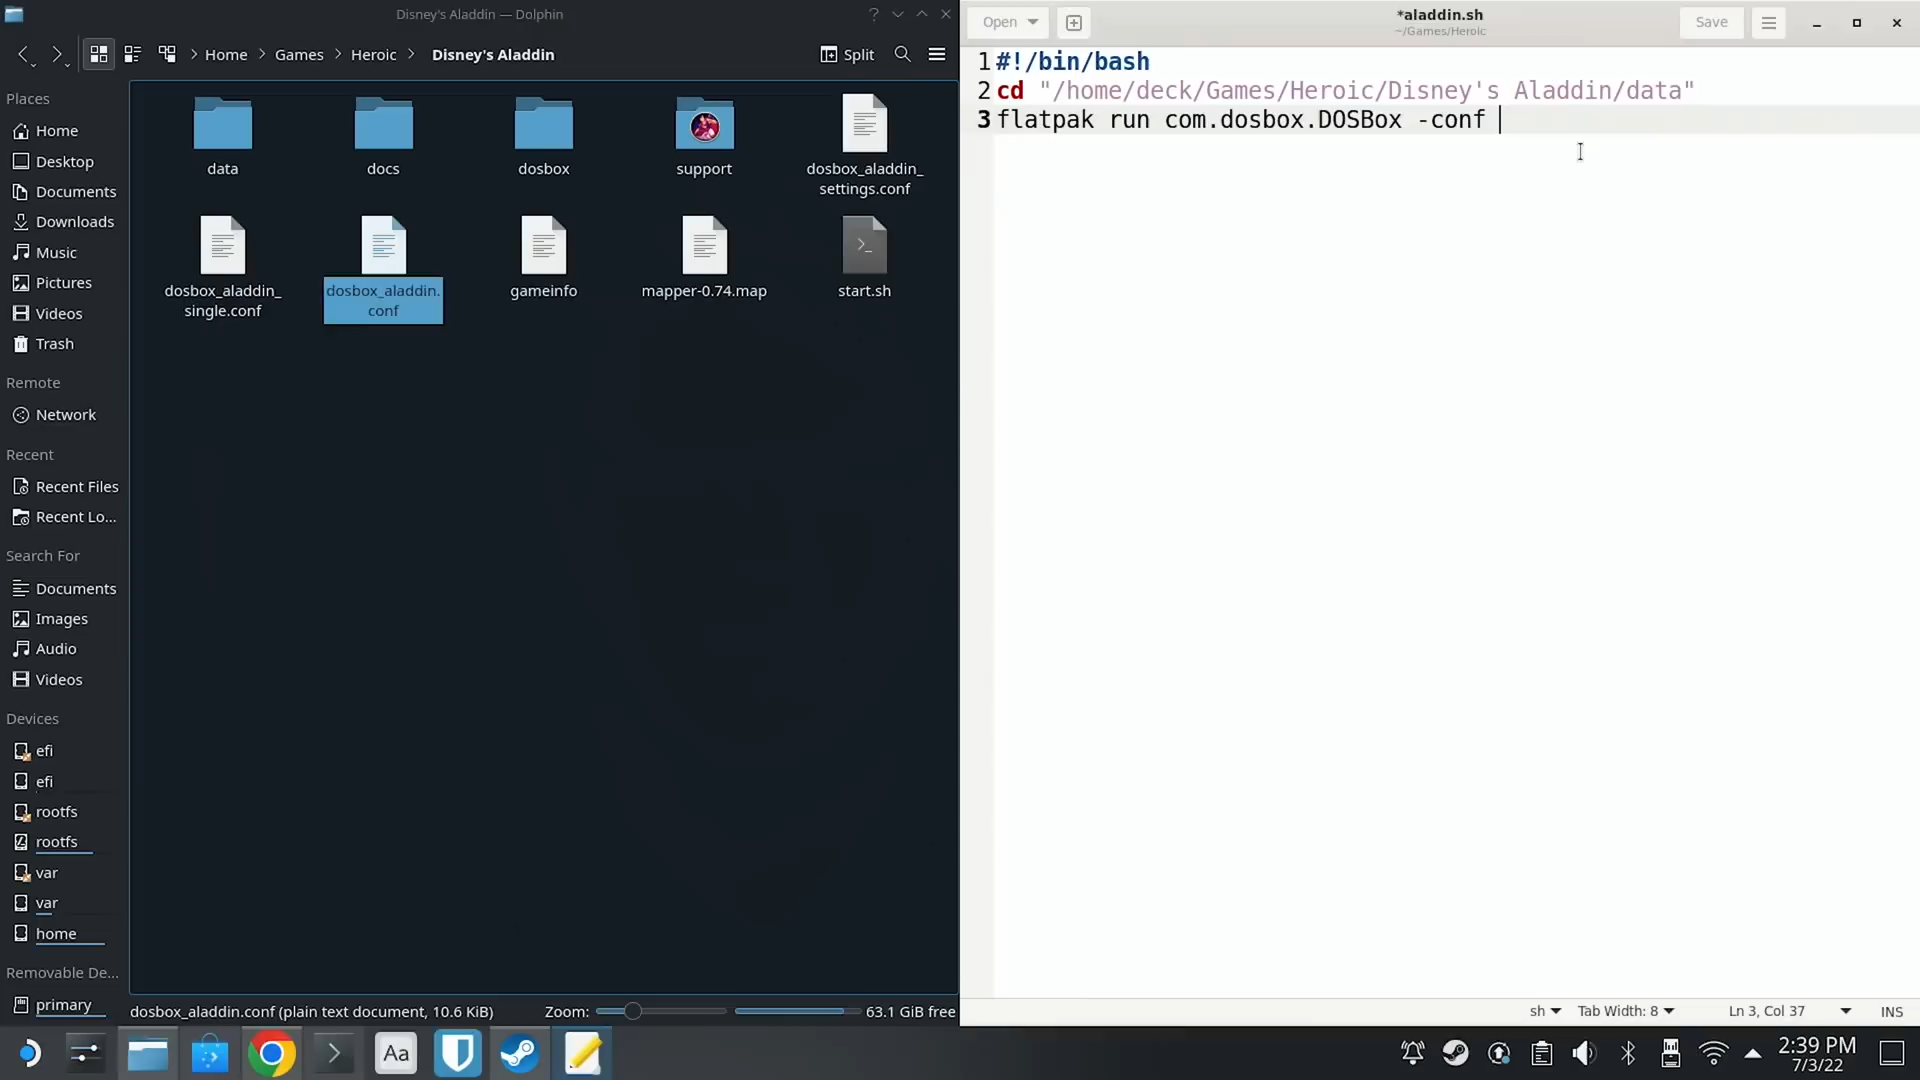 Disney's Aladdin — Dolphin
Home
Games
Heroic
Disney's Aladdin
Split
Places
Home
Desktop
Documents
Downloads
Music
Pictures
Videos
Trash
Remote
Network
Recent
Recent Files
Recent Lo...
Search For
Documents
Images
Audio
Videos
Devices
efi
efi
rootfs
rootfs
var
var
home
Removable De...
primary
data
docs
dosbox
support
dosbox_aladdin_
settings.conf
dosbox_aladdin_
single.conf
dosbox_aladdin.
conf
gameinfo
mapper-0.74.map
start.sh
dosbox_aladdin.conf (plain text document, 10.6 KiB)
Zoom:
63.1 GiB free
Open
*aladdin.sh
~/Games/Heroic
Save
1 #!/bin/bash
2 cd "/home/deck/Games/Heroic/Disney's Aladdin/data"
3 flatpak run com.dosbox.DOSBox -conf
sh
Tab Width: 8
Ln 3, Col 37
INS
Aa
2:39 PM
7/3/22